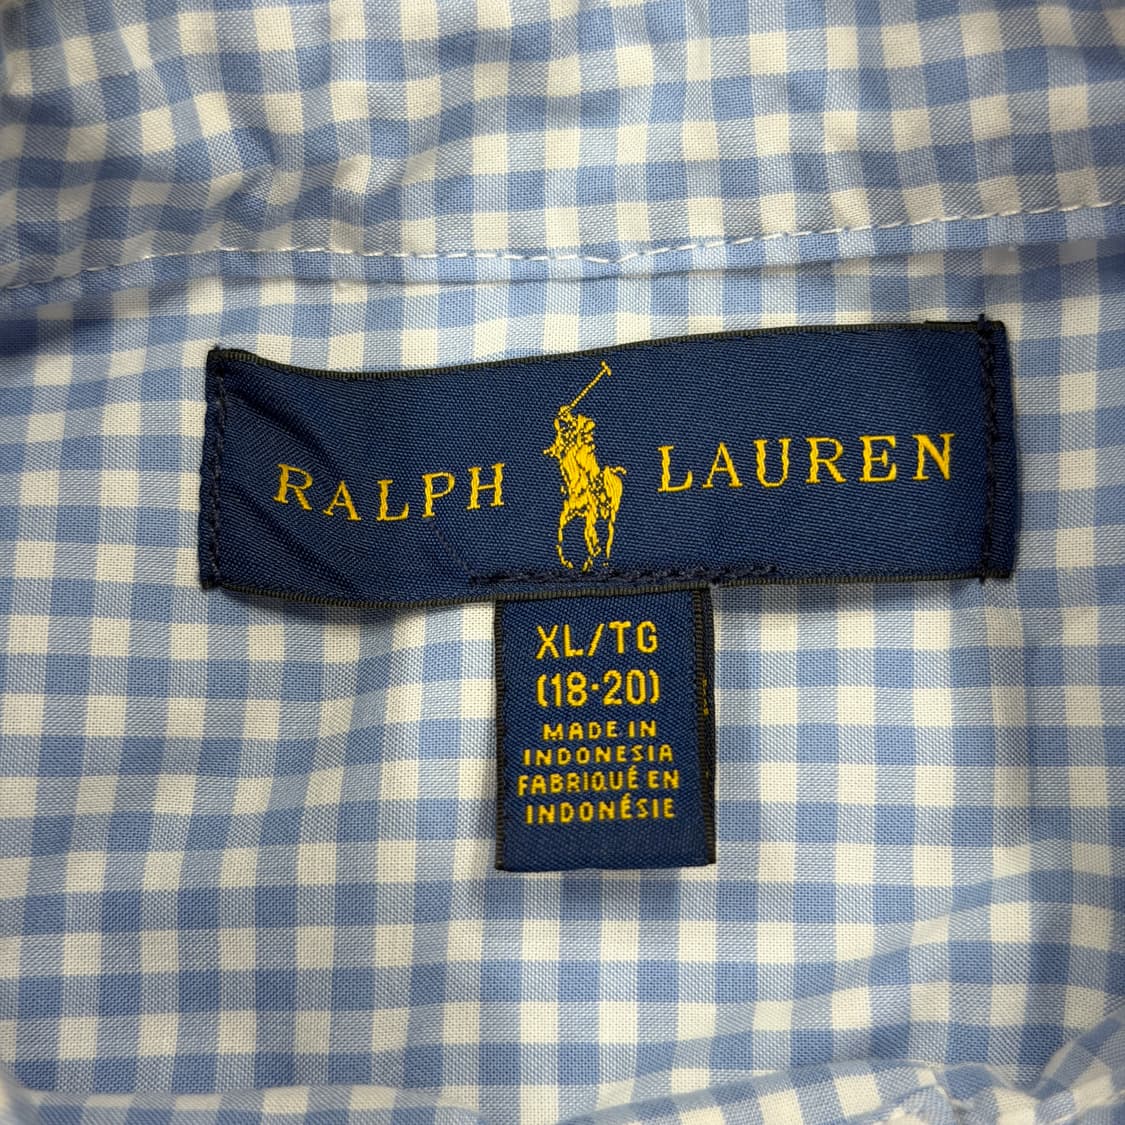 RALPH LAUREN
XL/TG
(18-20)
MADE IN
INDONESIA
FABRIQUÉ EN
INDONÉSIE